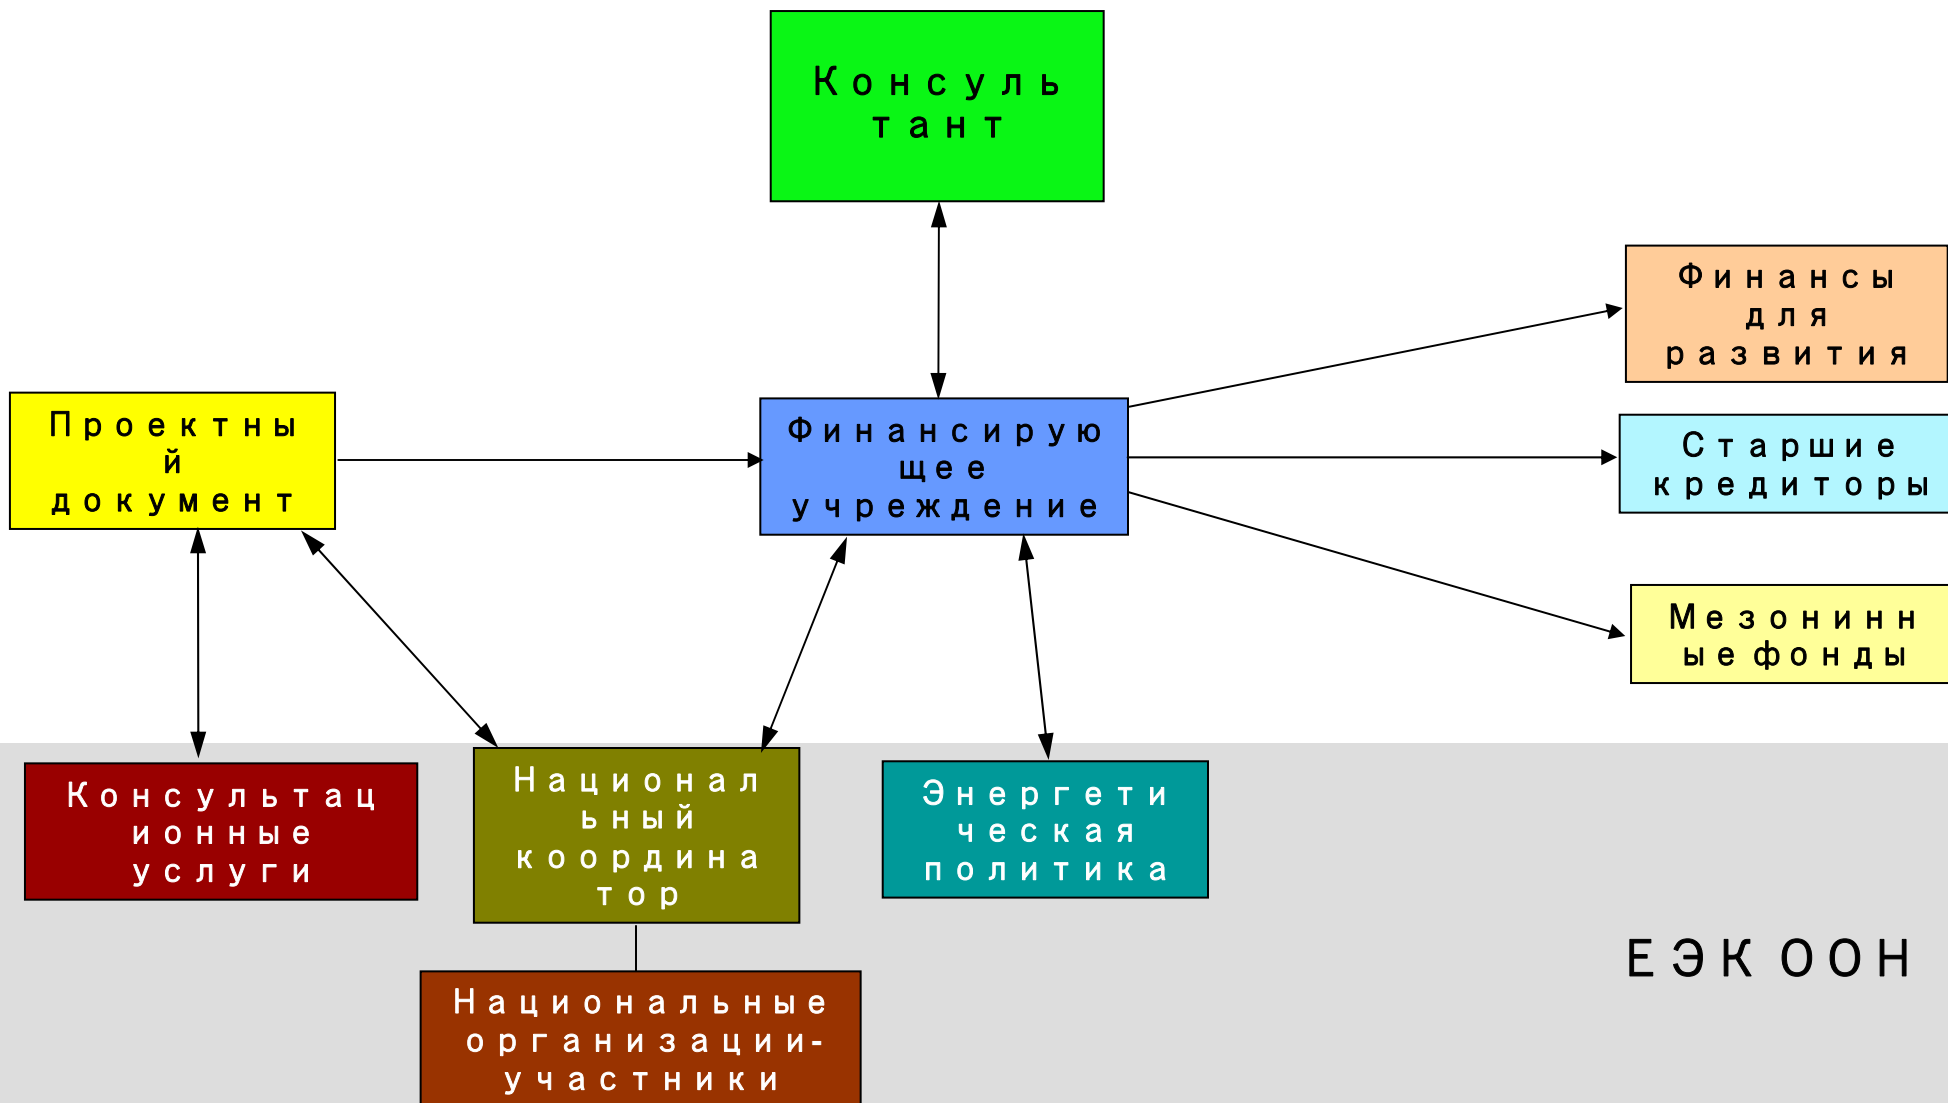 Консуль
тант
Финансы
для
развития
Проектны
й
документ
Финансирую
щее
учреждение
Старшие
кредиторы
Мезонинн
ые фонды
Консультац
ионные
услуги
Национал
ьный
координа
тор
Энергети
ческая
политика
ЕЭК ООН
Национальные
организации-
участники